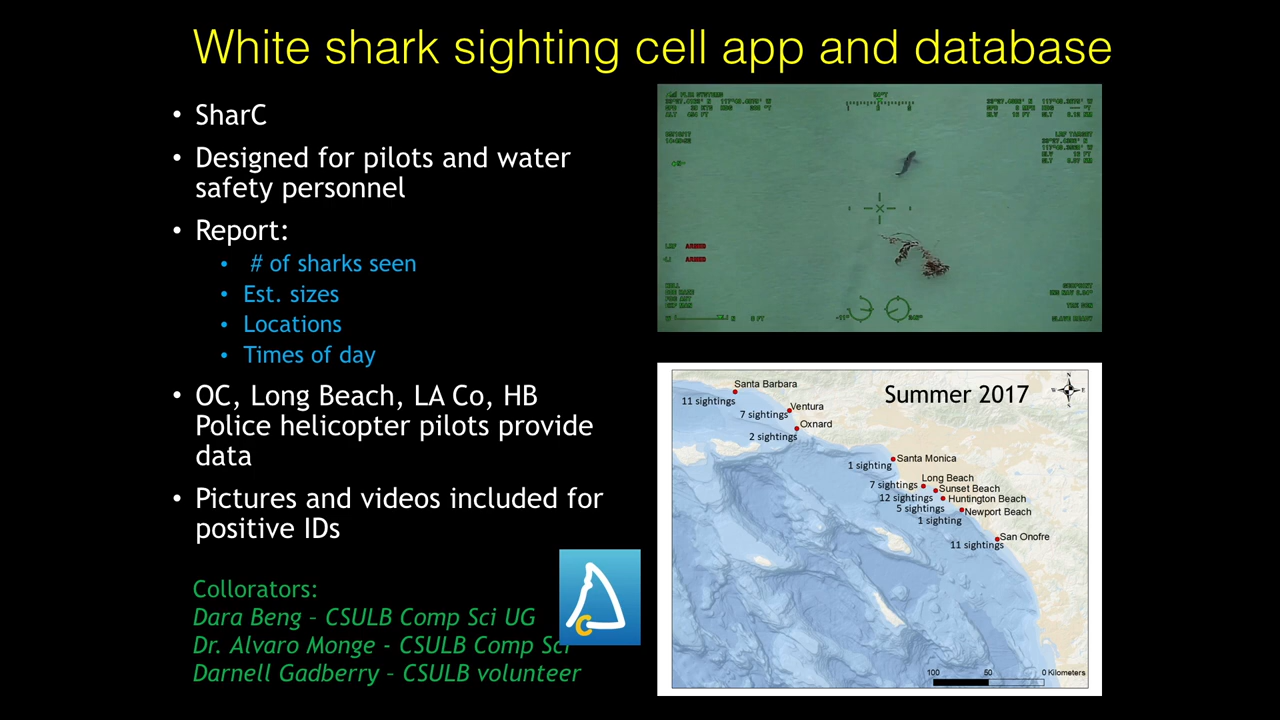 White shark sighting cell app and database
• SharC
• Designed for pilots and water
safety personnel
• Report:
• # of sharks seen
• Est. sizes
• Locations
• Times of day
• OC, Long Beach, LA Co, HB
Police helicopter pilots provide
data
• Pictures and videos included for
positive IDs
Collorators:
Dara Beng – CSULB Comp Sci UG
Dr. Alvaro Monge - CSULB Comp Sci
Darnell Gadberry – CSULB volunteer
C
ARMED
ARMED
Summer 2017
N
W E
S
Santa Barbara
11 sightings
Ventura
7 sightings
Oxnard
2 sightings
Santa Monica
1 sighting
Long Beach
7 sightings
Sunset Beach
12 sightings
Huntington Beach
5 sightings
Newport Beach
1 sighting
San Onofre
11 sightings
100 50 0 Kilometers